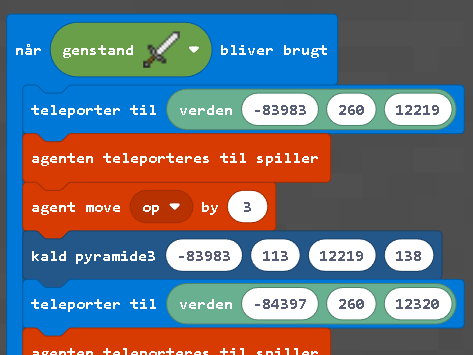 når genstand bliver brugt
teleporter til verden -83983 260 12219
agenten teleporteres til spiller
agent move op by 3
kald pyramide3 -83983 113 12219 138
teleporter til verden -84397 260 12320
agenten teleporteres til spiller